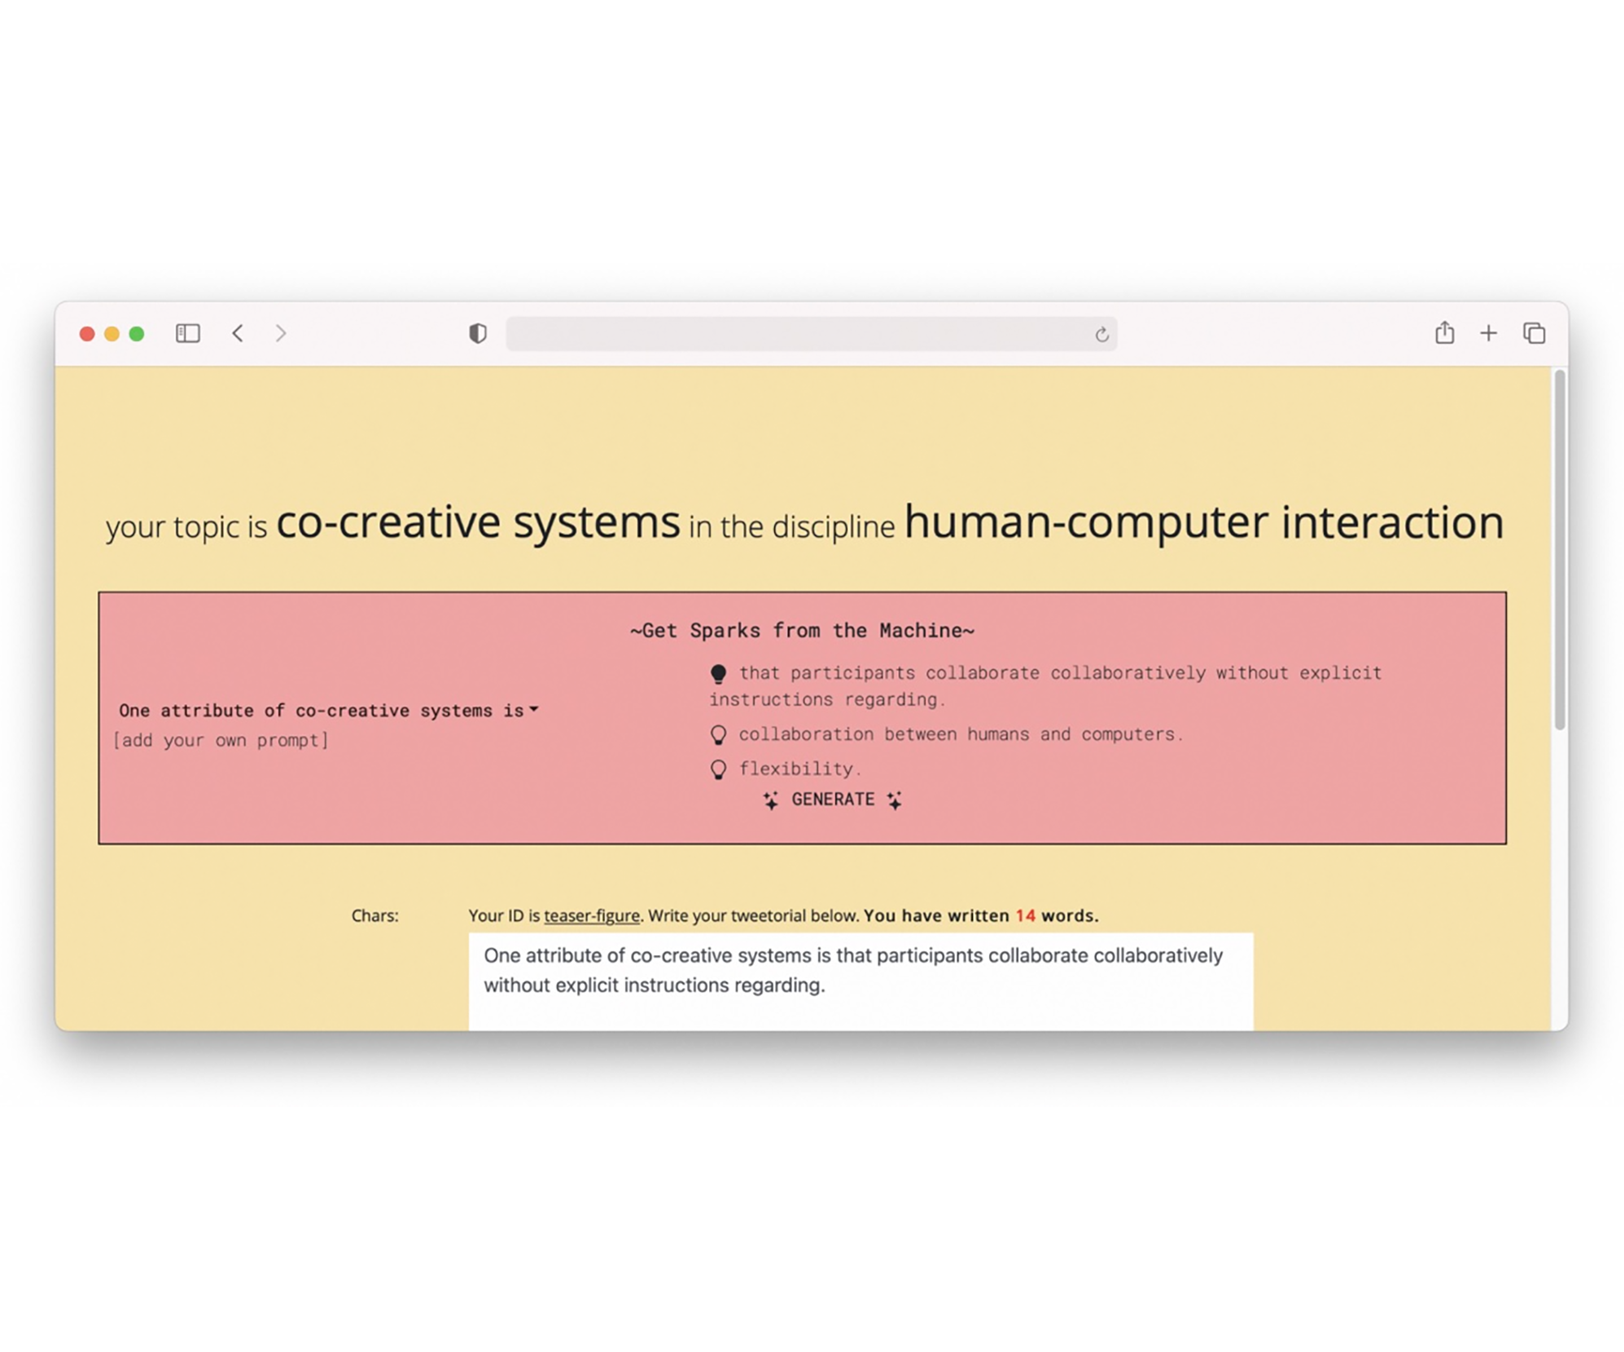 your topic is co-creative systems in the discipline human-computer interaction
~Get Sparks from the Machine~
One attribute of co-creative systems is
[add your own prompt]
that participants collaborate collaboratively without explicit
instructions regarding.
collaboration between humans and computers.
flexibility.
GENERATE
Chars:
Your ID is teaser-figure. Write your tweetorial below. You have written 14 words.
One attribute of co-creative systems is that participants collaborate collaboratively
without explicit instructions regarding.